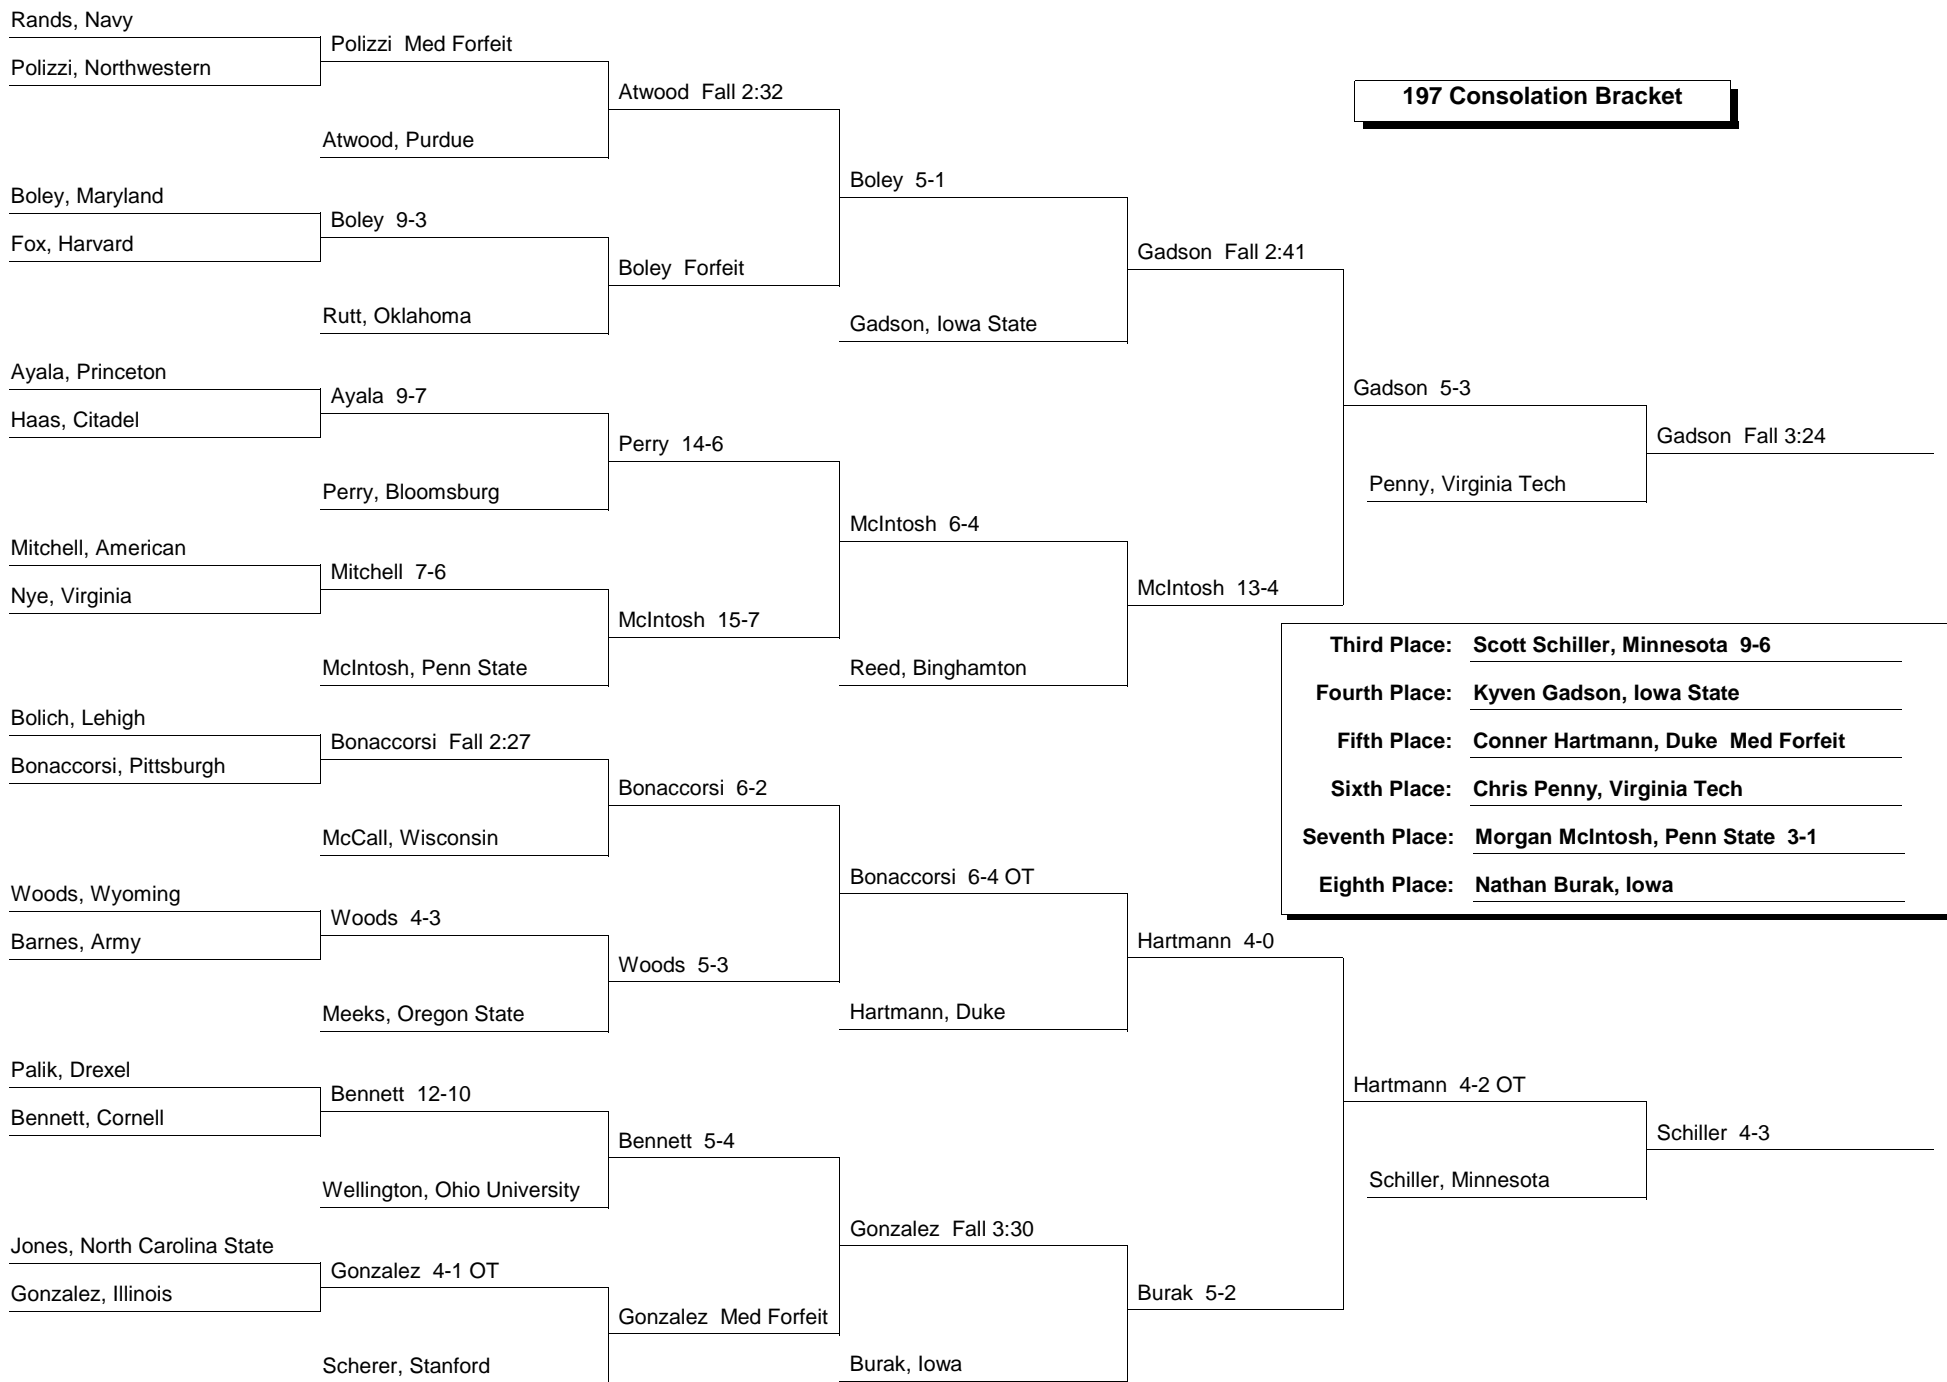 Rands, Navy
Polizzi Med Forfeit
Polizzi, Northwestern
Atwood Fall 2:32
197 Consolation Bracket
Atwood, Purdue
Boley 5-1
Boley, Maryland
Boley 9-3
Fox, Harvard
Gadson Fall 2:41
Boley Forfeit
Rutt, Oklahoma
Gadson, Iowa State
Ayala, Princeton
Ayala 9-7
Gadson 5-3
Haas, Citadel
Perry 14-6
Gadson Fall 3:24
Perry, Bloomsburg
Penny, Virginia Tech
McIntosh 6-4
Mitchell, American
Mitchell 7-6
McIntosh 13-4
Nye, Virginia
McIntosh 15-7
Third Place: Scott Schiller, Minnesota 9-6
McIntosh, Penn State
Reed, Binghamton
Fourth Place: Kyven Gadson, Iowa State
Bolich, Lehigh
Bonaccorsi Fall 2:27
Fifth Place: Conner Hartmann, Duke Med Forfeit
Bonaccorsi, Pittsburgh
Bonaccorsi 6-2
Sixth Place: Chris Penny, Virginia Tech
McCall, Wisconsin
Seventh Place: Morgan McIntosh, Penn State 3-1
Bonaccorsi 6-4 OT
Eighth Place: Nathan Burak, Iowa
Woods, Wyoming
Woods 4-3
Barnes, Army
Hartmann 4-0
Woods 5-3
Meeks, Oregon State
Hartmann, Duke
Palik, Drexel
Bennett 12-10
Hartmann 4-2 OT
Bennett, Cornell
Bennett 5-4
Schiller 4-3
Wellington, Ohio University
Schiller, Minnesota
Gonzalez Fall 3:30
Jones, North Carolina State
Gonzalez 4-1 OT
Gonzalez, Illinois
Burak 5-2
Gonzalez Med Forfeit
Scherer, Stanford
Burak, Iowa